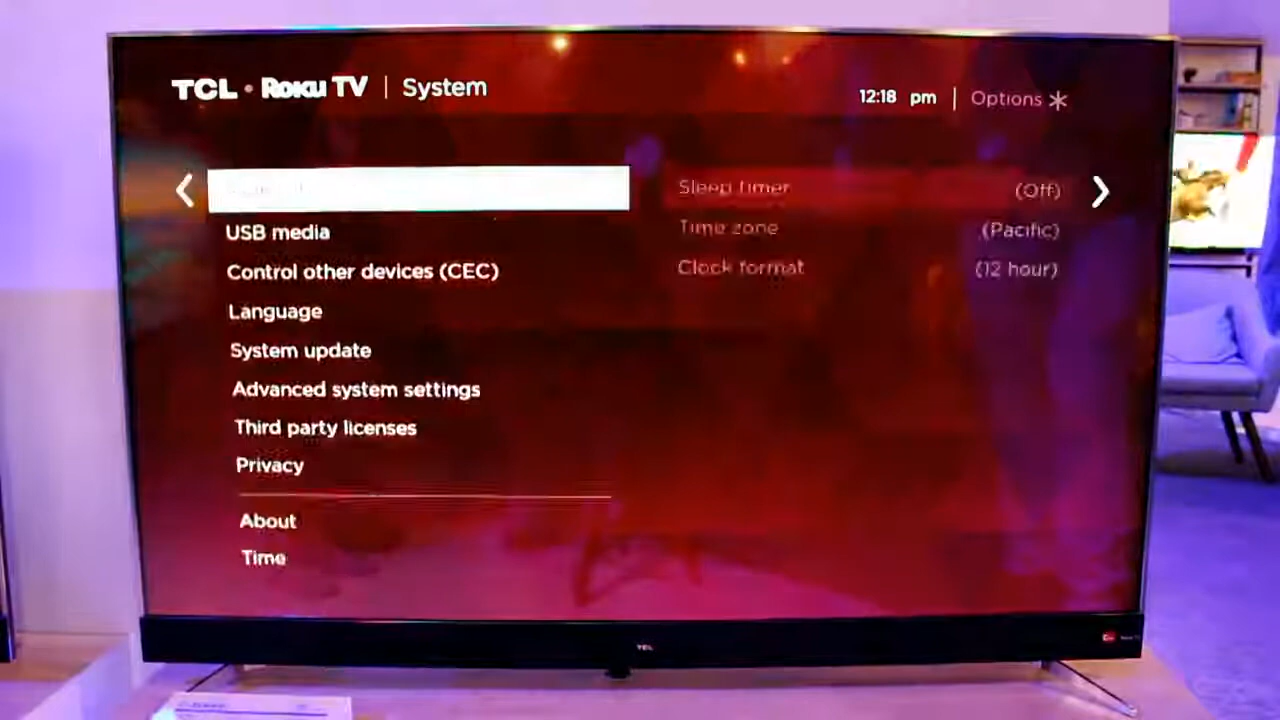 TCL • Roku TV | System
12:18 pm | Options *
Sleep timer (Off)
USB media
Time zone (Pacific)
Control other devices (CEC)
Clock format (12 hour)
Language
System update
Advanced system settings
Third party licenses
Privacy
About
Time
TCL